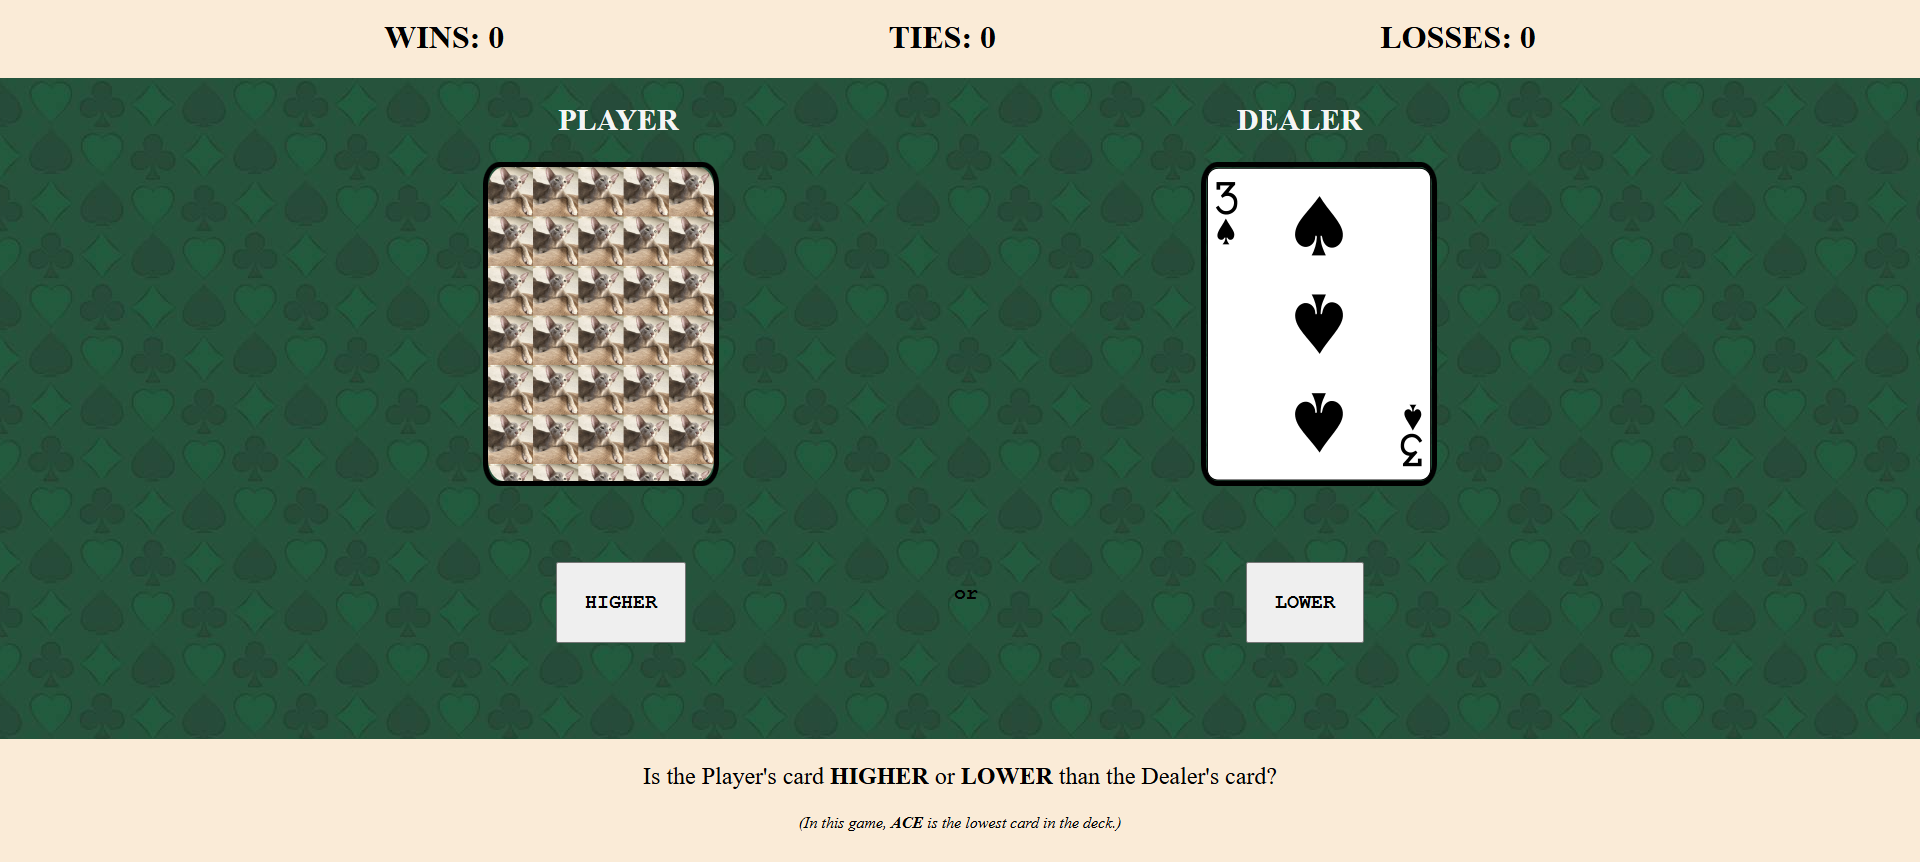 WINS: 0
TIES: 0
LOSSES: 0
PLAYER
DEALER
3
3
HIGHER
or
LOWER
Is the Player's card HIGHER or LOWER than the Dealer's card?
(In this game, ACE is the lowest card in the deck.)